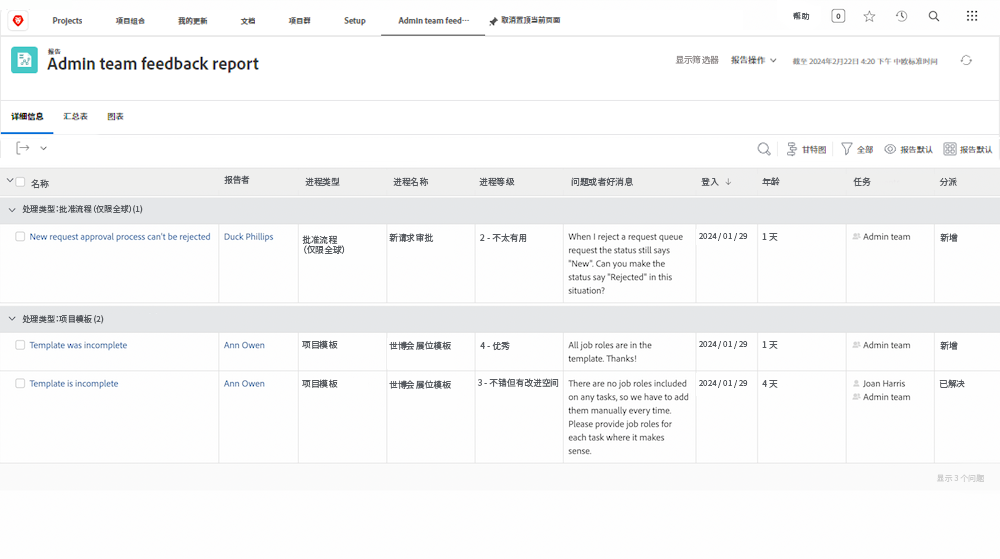 Projects 项目组合 我的更新 文档 项目群 Setup Admin team feed... 取消置顶当前页面 帮助 0
报告
Admin team feedback report
显示筛选器 报告操作 截至 2024年2月22日 4:20 下午 中欧标准时间
详细信息 汇总表 图表
甘特图 全部 报告默认 报告默认
名称 报告者 进程类型 进程名称 进程等级 问题或者好消息 登入 ↓ 年龄 任务 分派
处理类型:批准流程 (仅限全球) (1)
New request approval process can't be rejected Duck Phillips 批准流程 新请求审批 2 - 不太有用 When I reject a request queue 2024 / 01 / 29 1 天 Admin team 新增
(仅限全球) request the status still says
"New". Can you make the
status say "Rejected" in this
situation?
处理类型:项目模板 (2)
Template was incomplete Ann Owen 项目模板 世博会 展位模板 4 - 优秀 All job roles are in the 2024 / 01 / 29 1 天 Admin team 新增
template. Thanks!
Template is incomplete Ann Owen 项目模板 世博会 展位模板 3 - 不错但有改进空间 There are no job roles included 2024 / 01 / 29 4 天 Joan Harris 已解决
on any tasks, so we have to add Admin team
them manually every time.
Please provide job roles for
each task where it makes
sense.
显示 3 个问题